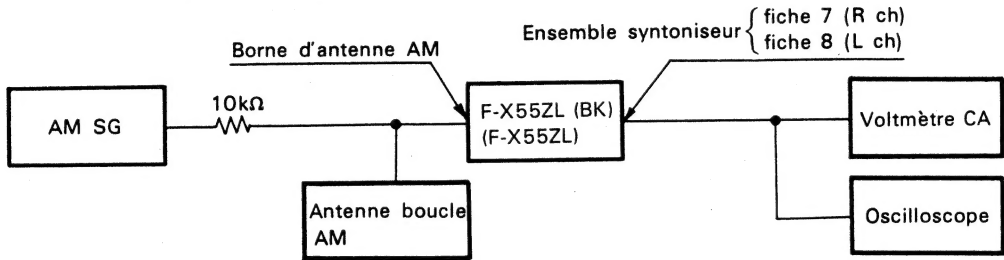 Ensemble syntoniseur
fiche 7 (R ch)
fiche 8 (L ch)
Borne d'antenne AM
AM SG
10kΩ
F-X55ZL (BK)
(F-X55ZL)
Voltmètre CA
Antenne boucle
AM
Oscilloscope